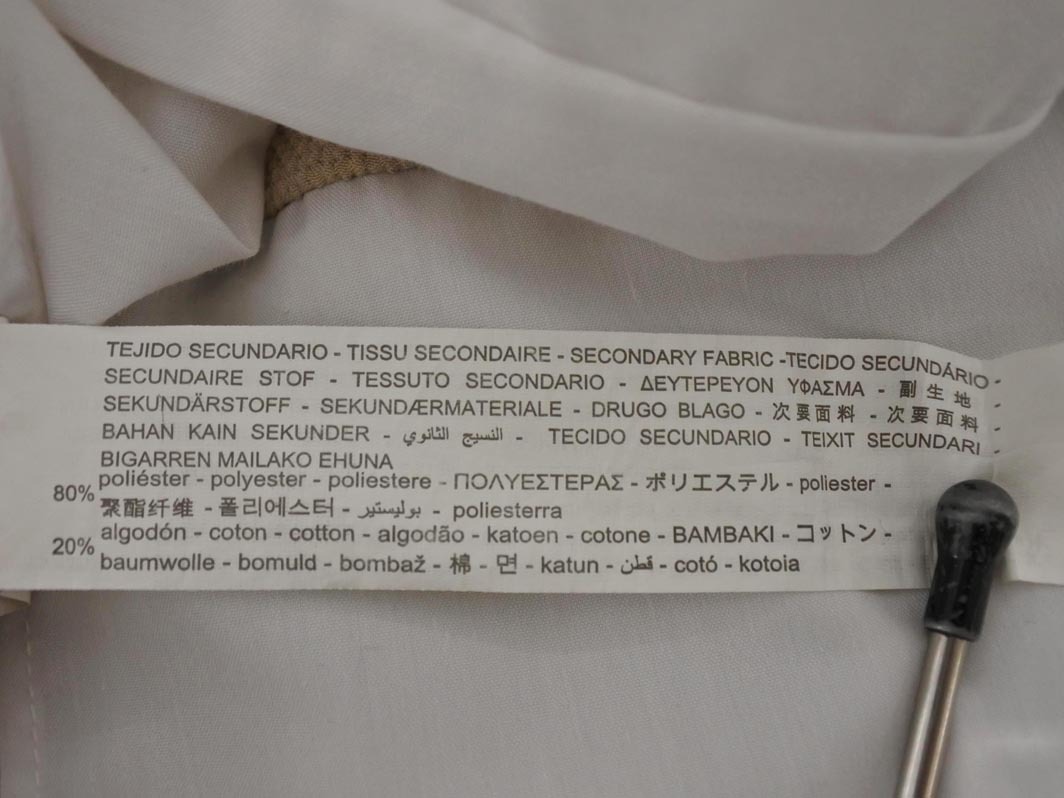 TEJIDO SECUNDARIO - TISSU SECONDAIRE - SECONDARY FABRIC -TECIDO SECUNDÁRIO -
SECUNDAIRE STOF - TESSUTO SECONDARIO - ΔΕΥΤΕΡΕΥΟΝ ΥΦΑΣΜΑ - 副生地 -
SEKUNDÄRSTOFF - SEKUNDÆRMATERIALE - DRUGO BLAGO - 次要面料 - 次要面料 -
BAHAN KAIN SEKUNDER - النسيج الثانوي - TECIDO SECUNDARIO - TEIXIT SECUNDARI -
BIGARREN MAILAKO EHUNA
80% poliéster - polyester - poliestere - ΠΟΛΥΕΣΤΕΡΑΣ - ポリエステル - poliester -
聚酯纤维 - 폴리에스터 - بوليستير - poliesterra
20% algodón - coton - cotton - algodão - katoen - cotone - BAMBAKI - コットン -
baumwolle - bomuld - bombaž - 棉 - 면 - katun - قطن - cotó - kotoia